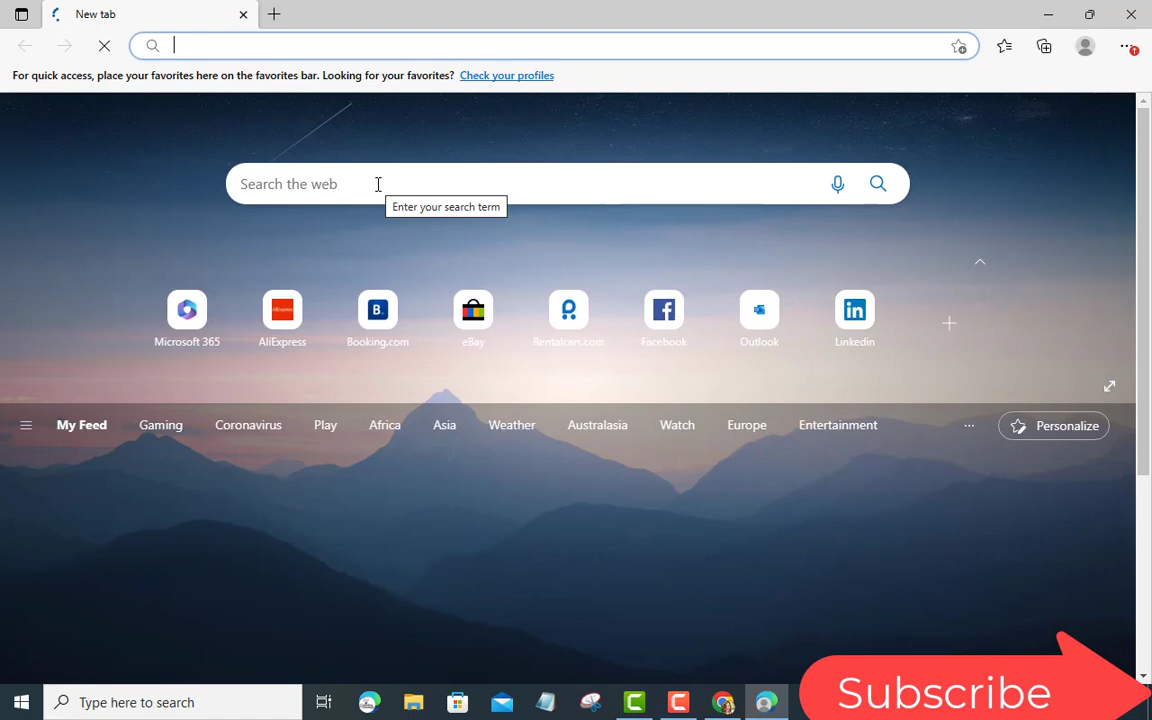 New tab
For quick access, place your favorites here on the favorites bar. Looking for your favorites? Check your profiles
Search the web
Enter your search term
Microsoft 365
AliExpress
Booking.com
eBay
Rentalcars.com
Facebook
Outlook
Linkedin
My Feed Gaming Coronavirus Play Africa Asia Weather Australasia Watch Europe Entertainment ... Personalize
Type here to search
Subscribe